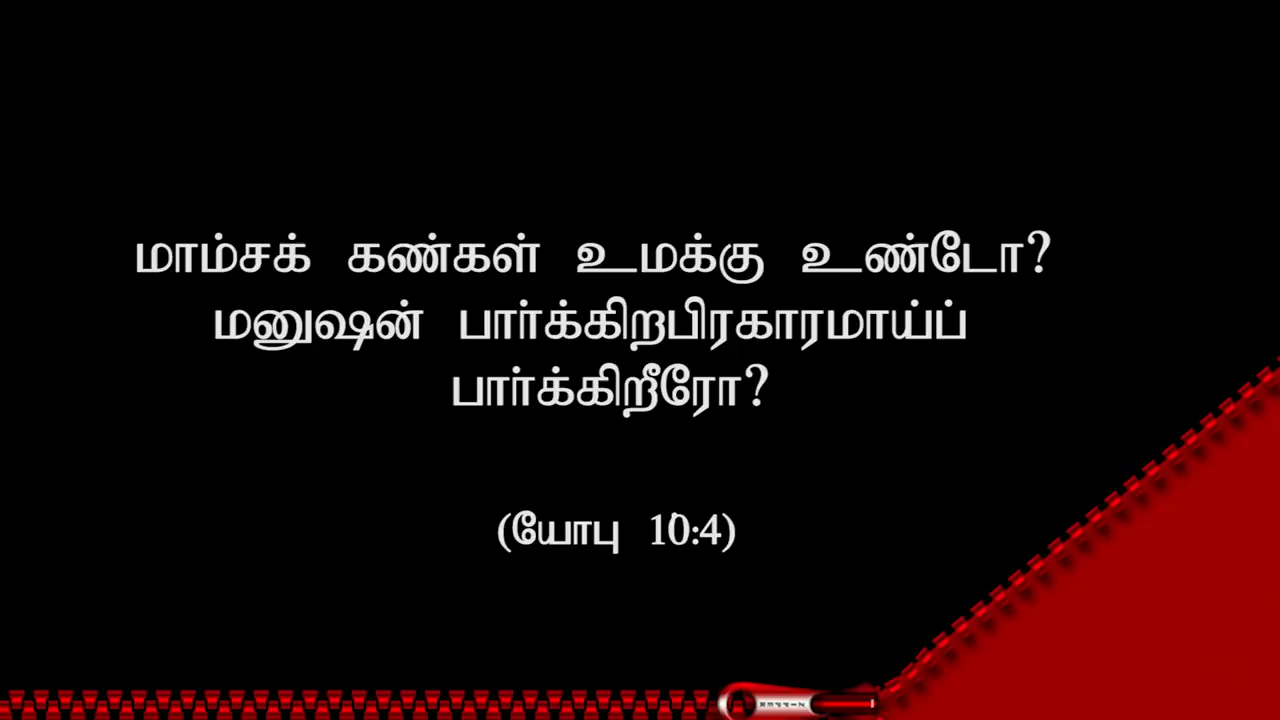 மாம்சக் கண்கள் உமக்கு உண்டோ?
மனுஷன் பார்க்கிறபிரகாரமாய்ப்
பார்க்கிறீரோ?
(யோபு 10:4)